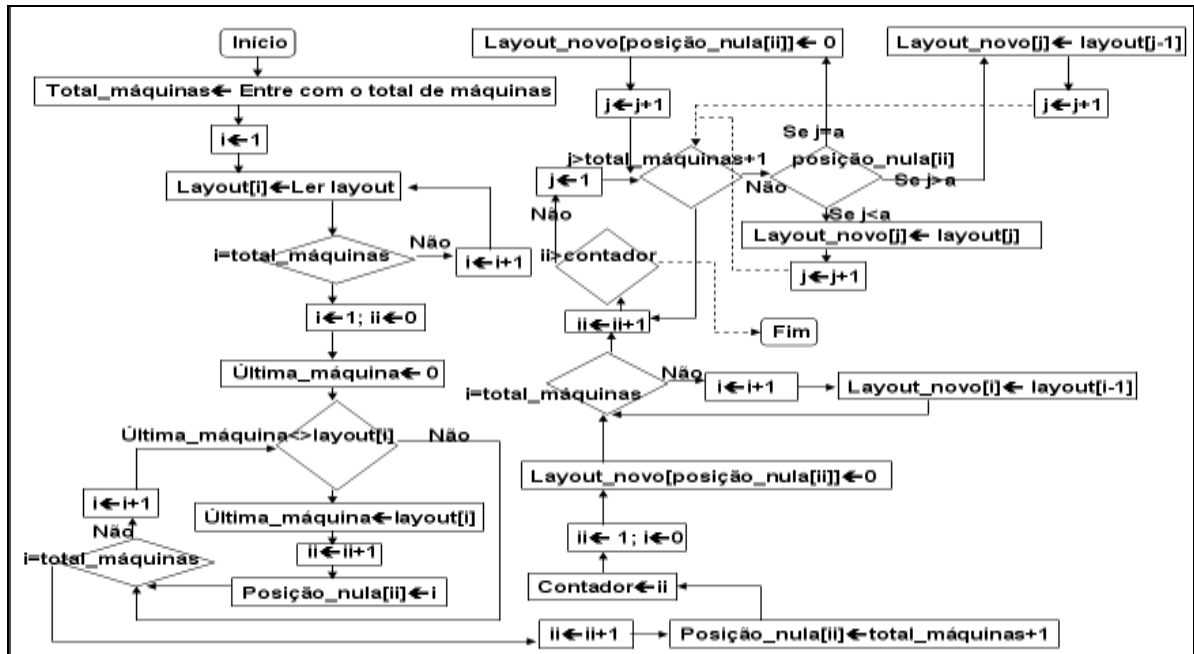 Início
Total_máquinas← Entre com o total de máquinas
i←1
Layout[i]←Ler layout
i=total_máquinas
Não
i←i+1
i←1; ii←0
Última_máquina← 0
Última_máquina<>layout[i]
Não
Última_máquina←layout[i]
ii←ii+1
Posição_nula[ii]←i
i=total_máquinas
Não
i←i+1
ii←ii+1
Posição_nula[ii]←total_máquinas+1
Contador←ii
ii← 1; i←0
Layout_novo[posição_nula[ii]]←0
i=total_máquinas
Não
i←i+1
Layout_novo[i]← layout[i-1]
ii←ii+1
ii>contador
Fim
Não
j←1
j>total_máquinas+1
Não
posição_nula[ii]
Se j=a
Layout_novo[posição_nula[ii]]← 0
j←j+1
Se j>a
Layout_novo[j]← layout[j-1]
j←j+1
Se j<a
Layout_novo[j]← layout[j]
j←j+1